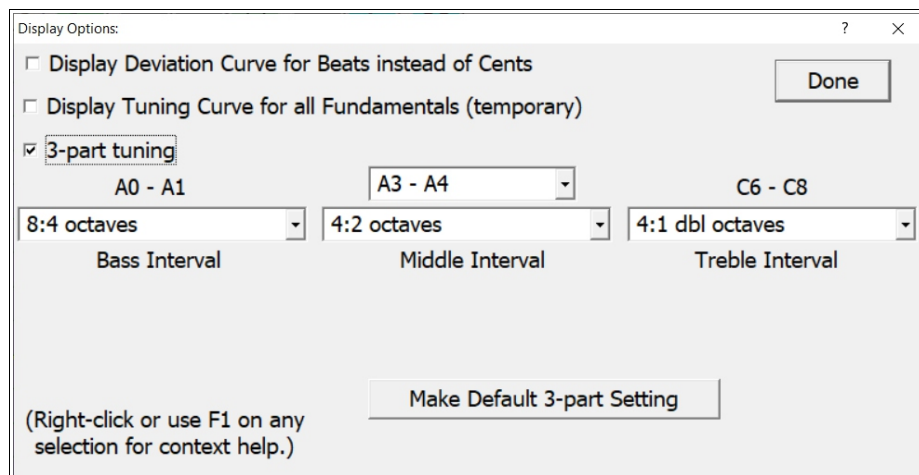 Display Options:
?
Display Deviation Curve for Beats instead of Cents
Done
Display Tuning Curve for all Fundamentals (temporary)
3-part tuning
A0 - A1
A3 - A4
C6 - C8
8:4 octaves
4:2 octaves
4:1 dbl octaves
Bass Interval
Middle Interval
Treble Interval
Make Default 3-part Setting
(Right-click or use F1 on any
selection for context help.)